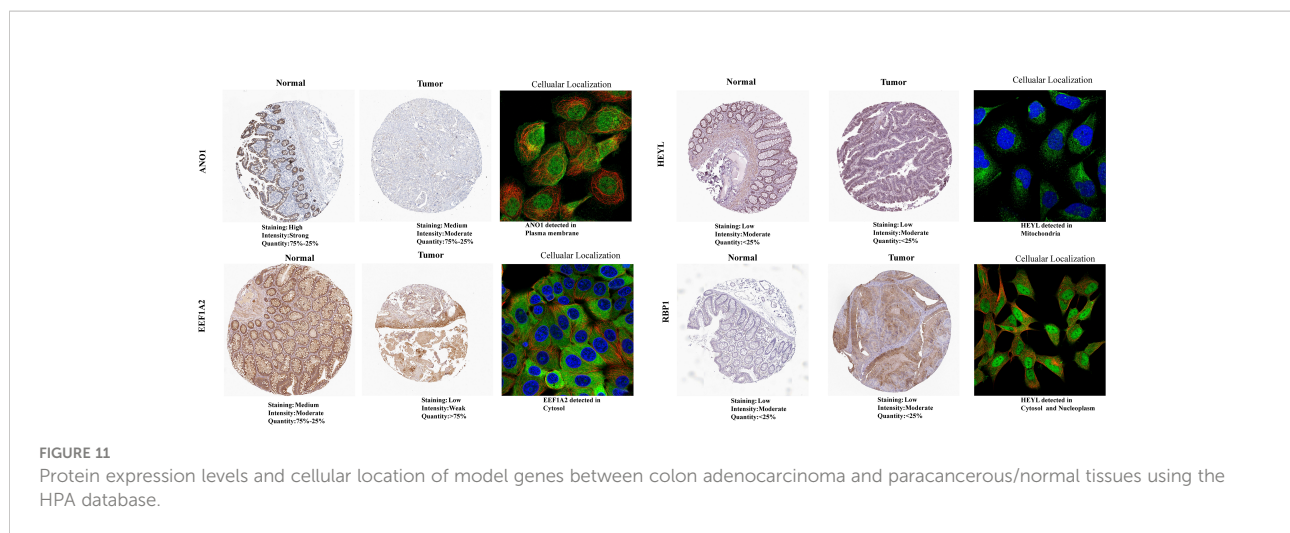 Normal
Tumor
Cellualar Localization
ANO1
Staining: High
Intensity:Strong
Quantity:75%-25%
Staining:Medium
Intensity:Moderate
Quantity:75%-25%
ANO1 detected in
Plasma membrane
Normal
Tumor
Cellualar Localization
HEYL
Staining: Low
Intensity:Moderate
Quantity:<25%
Staining: Low
Intensity:Moderate
Quantity:<25%
HEYL detected in
Mitochondria
Normal
Tumor
Cellualar Localization
EEF1A2
Staining:Medium
Intensity:Moderate
Quantity:75%-25%
Staining: Low
Intensity:Weak
Quantity:>75%
EEF1A2 detected in
Cytosol
Normal
Tumor
Cellualar Localization
RBP1
Staining: Low
Intensity:Moderate
Quantity:<25%
Staining: Low
Intensity:Moderate
Quantity:<25%
HEYL detected in
Cytosol and Nucleoplasm
FIGURE 11
Protein expression levels and cellular location of model genes between colon adenocarcinoma and paracancerous/normal tissues using the
HPA database.